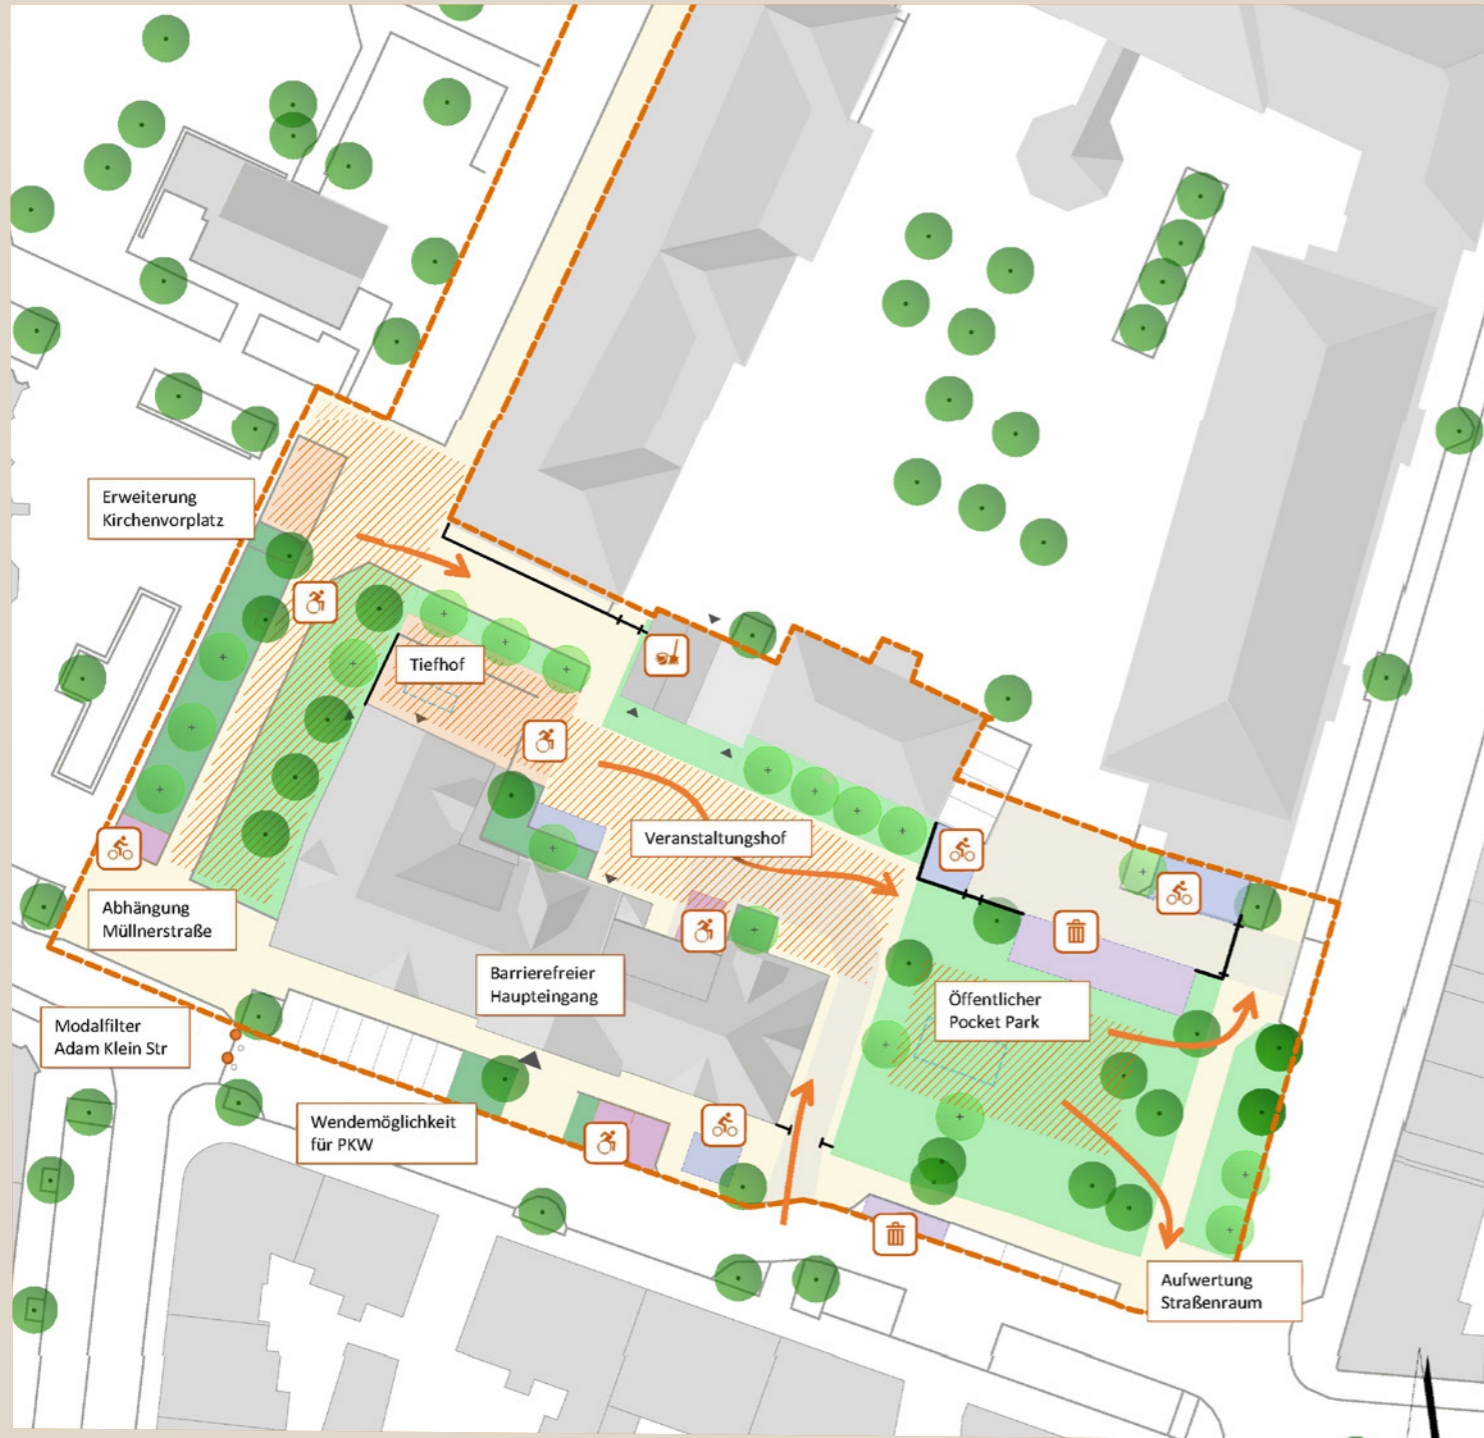 Erweiterung
Kirchenvorplatz
Tiefhof
Veranstaltungshof
Abhängung
Müllnerstraße
Barrierefreier
Haupteingang
Öffentlicher
Pocket Park
Modalfilter
Adam Klein Str
Wendemöglichkeit
für PKW
Aufwertung
Straßenraum